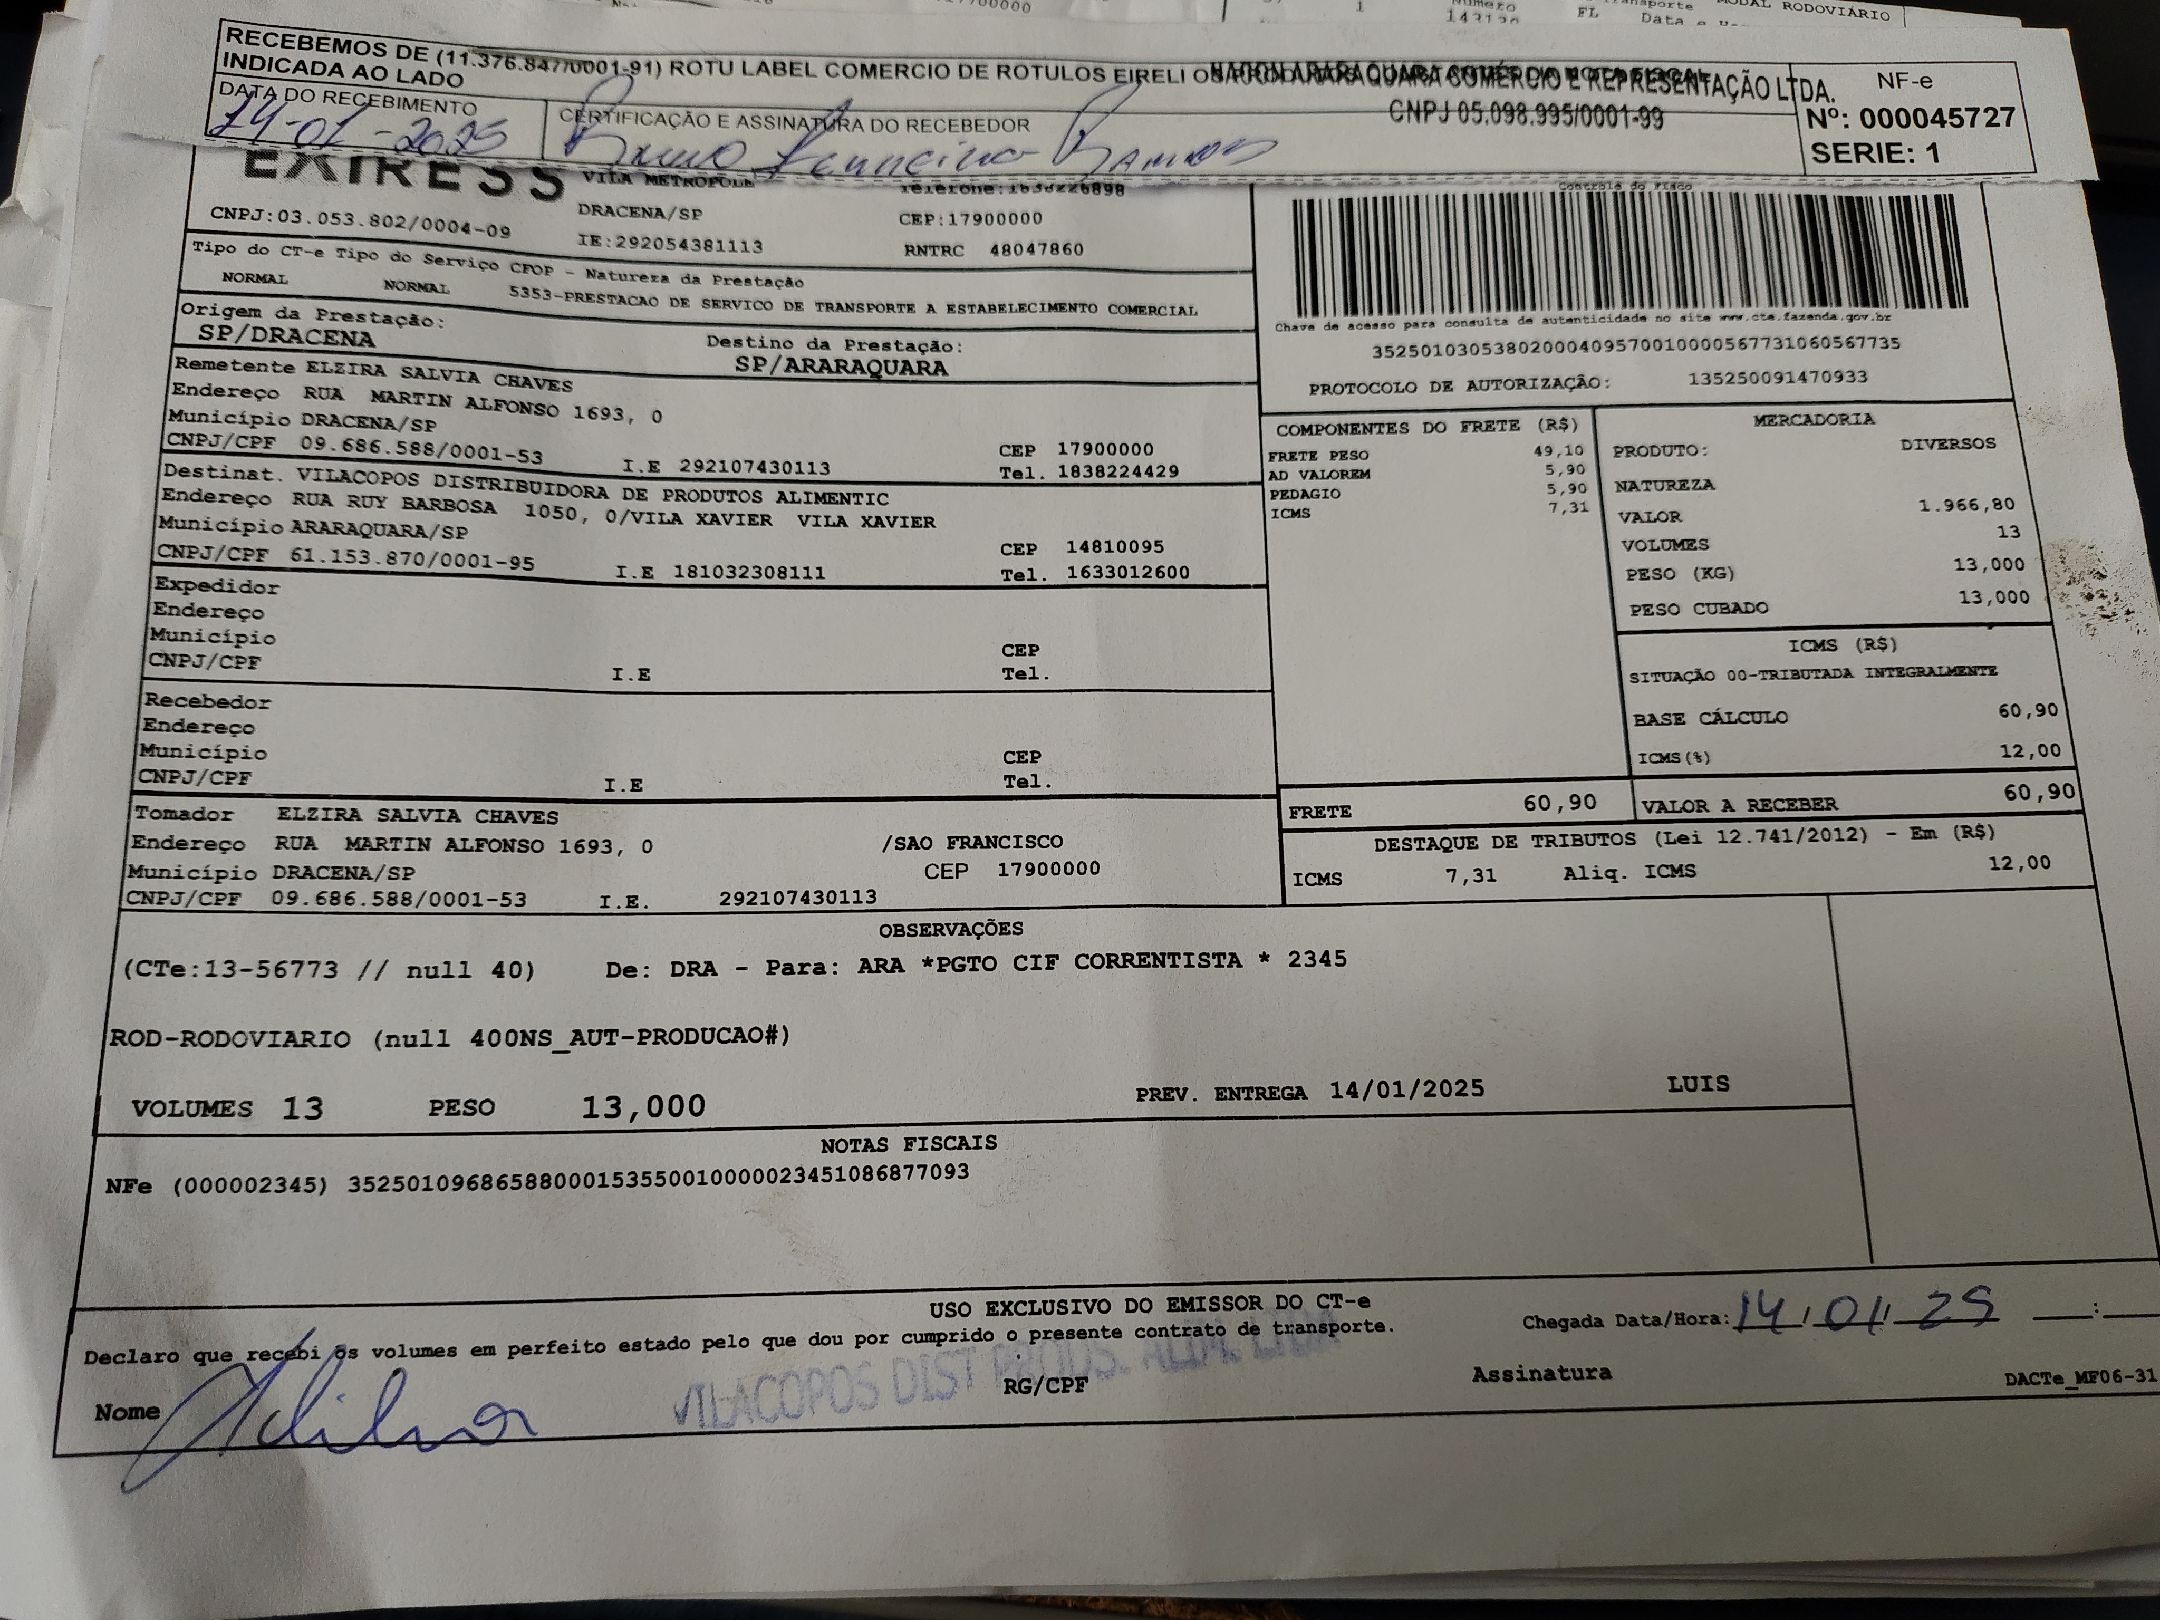 MODAL RODOVIÁRIO
FL
RECEBEMOS DE (11.376.847/0001-91) ROTU LABEL COMERCIO DE ROTULOS EIRELI OS
INDICADA AO LADO
ARARAQUARA COMÉRCIO E REPRESENTAÇÃO LTDA.
CNPJ 05.098.995/0001-99
NF-e
Nº: 000045727
SERIE: 1
DATA DO RECEBIMENTO
14-01-2025
CERTIFICAÇÃO E ASSINATURA DO RECEBEDOR
Bruno
EXPRESS
VILA METROPOLE
Telefone:1638226898
Controle do Fisco
CNPJ:03.053.802/0004-09
DRACENA/SP
CEP:17900000
IE:292054381113
RNTRC 48047860
Tipo do CT-e Tipo do Serviço CFOP - Natureza da Prestação
NORMAL NORMAL 5353-PRESTACAO DE SERVICO DE TRANSPORTE A ESTABELECIMENTO COMERCIAL
Chave de acesso para consulta de autenticidade no site www.cte.fazenda.gov.br
35250103053802000409570010000567731060567735
PROTOCOLO DE AUTORIZAÇÃO: 135250091470933
Origem da Prestação:
SP/DRACENA
Destino da Prestação:
SP/ARARAQUARA
Remetente ELZIRA SALVIA CHAVES
Endereço RUA MARTIN ALFONSO 1693, 0
Município DRACENA/SP
CEP 17900000
CNPJ/CPF 09.686.588/0001-53 I.E 292107430113 Tel. 1838224429
Destinat. VILACOPOS DISTRIBUIDORA DE PRODUTOS ALIMENTIC
Endereço RUA RUY BARBOSA 1050, 0/VILA XAVIER VILA XAVIER
Município ARARAQUARA/SP
CEP 14810095
CNPJ/CPF 61.153.870/0001-95 I.E 181032308111 Tel. 1633012600
Expedidor
Endereço
Município CEP
CNPJ/CPF I.E Tel.
Recebedor
Endereço
Município CEP
CNPJ/CPF I.E Tel.
Tomador ELZIRA SALVIA CHAVES
Endereço RUA MARTIN ALFONSO 1693, 0 /SAO FRANCISCO
Município DRACENA/SP CEP 17900000
CNPJ/CPF 09.686.588/0001-53 I.E. 292107430113
COMPONENTES DO FRETE (R$)
FRETE PESO 49,10
AD VALOREM 5,90
PEDAGIO 5,90
ICMS 7,31
MERCADORIA
PRODUTO: DIVERSOS
NATUREZA
VALOR 1.966,80
VOLUMES 13
PESO (KG) 13,000
PESO CUBADO 13,000
ICMS (R$)
SITUAÇÃO 00-TRIBUTADA INTEGRALMENTE
BASE CÁLCULO 60,90
ICMS(%) 12,00
FRETE 60,90 VALOR A RECEBER 60,90
DESTAQUE DE TRIBUTOS (Lei 12.741/2012) - Em (R$)
ICMS 7,31 Aliq. ICMS 12,00
OBSERVAÇÕES
(CTe:13-56773 // null 40) De: DRA - Para: ARA *PGTO CIF CORRENTISTA * 2345
ROD-RODOVIARIO (null 400NS_AUT-PRODUCAO#)
VOLUMES 13 PESO 13,000 PREV. ENTREGA 14/01/2025 LUIS
NOTAS FISCAIS
NFe (000002345) 35250109686588000153550010000023451086877093
USO EXCLUSIVO DO EMISSOR DO CT-e
Declaro que recebi os volumes em perfeito estado pelo que dou por cumprido o presente contrato de transporte.
Chegada Data/Hora: 14/01/25 :
VILACOPOS DIST PRODS. ALIM. LTDA
Nome RG/CPF Assinatura DACTe_MF06-31